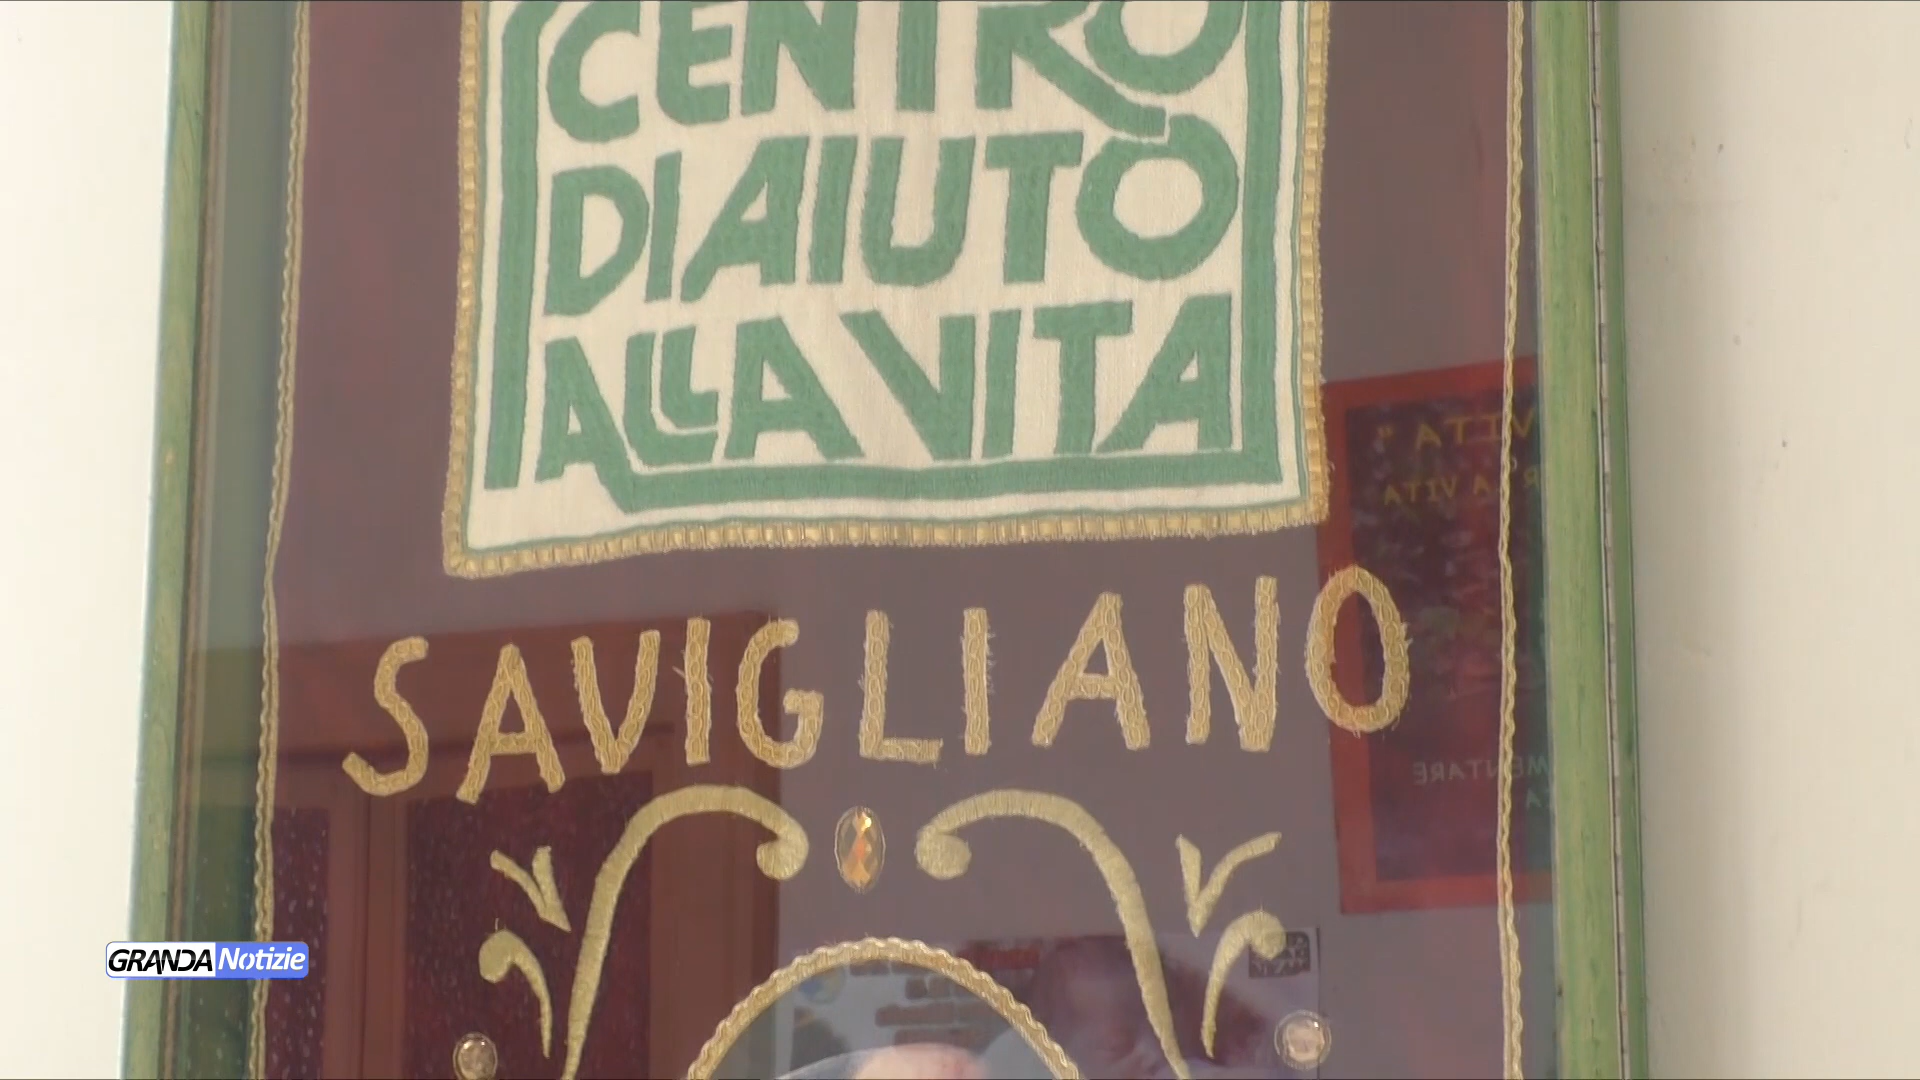 CENTRO
DI AIUTO
ALLA VITA
SAVIGLIANO
GRANDA Notizie